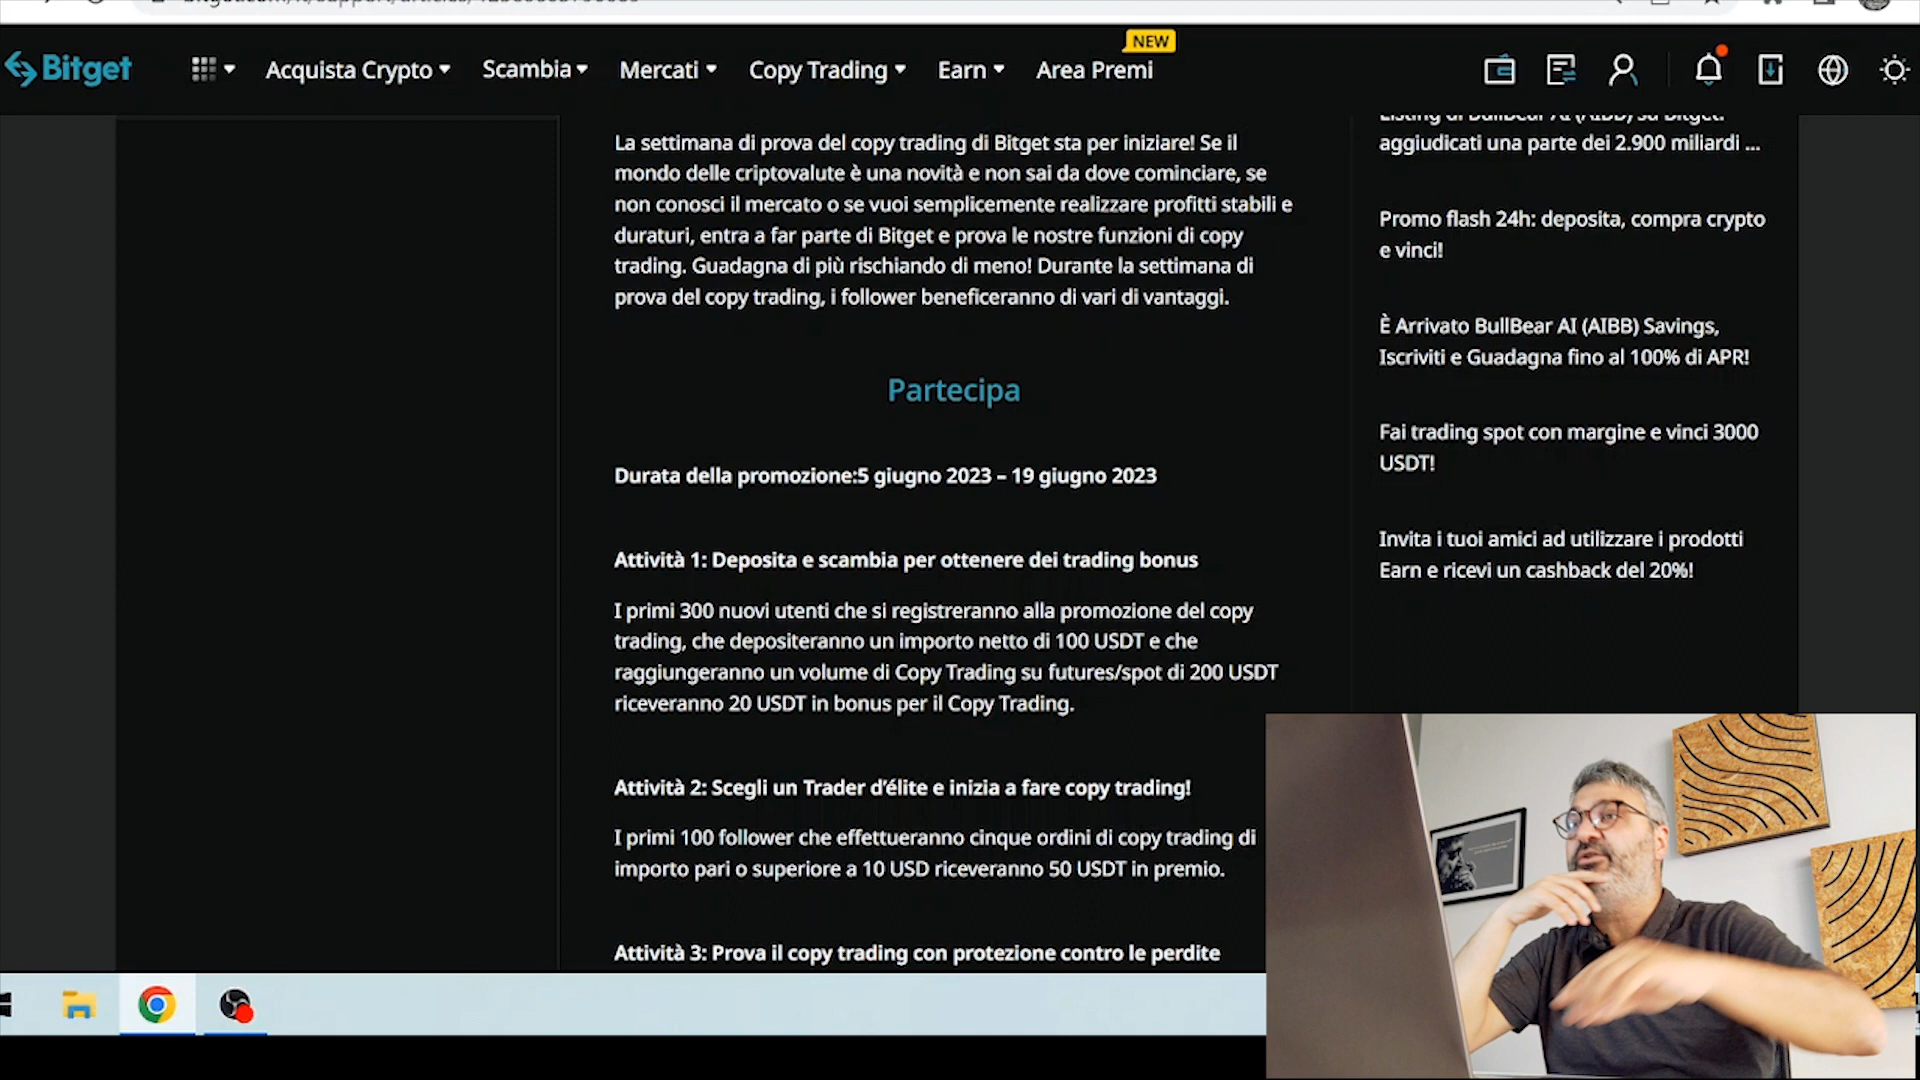 NEW
Bitget
Acquista Crypto
Scambia
Mercati
Copy Trading
Earn
Area Premi
La settimana di prova del copy trading di Bitget sta per iniziare! Se il
mondo delle criptovalute è una novità e non sai da dove cominciare, se
non conosci il mercato o se vuoi semplicemente realizzare profitti stabili e
duraturi, entra a far parte di Bitget e prova le nostre funzioni di copy
trading. Guadagna di più rischiando di meno! Durante la settimana di
prova del copy trading, i follower beneficeranno di vari di vantaggi.
Partecipa
Durata della promozione:5 giugno 2023 – 19 giugno 2023
Attività 1: Deposita e scambia per ottenere dei trading bonus
I primi 300 nuovi utenti che si registreranno alla promozione del copy
trading, che depositeranno un importo netto di 100 USDT e che
raggiungeranno un volume di Copy Trading su futures/spot di 200 USDT
riceveranno 20 USDT in bonus per il Copy Trading.
Attività 2: Scegli un Trader d'élite e inizia a fare copy trading!
I primi 100 follower che effettueranno cinque ordini di copy trading di
importo pari o superiore a 10 USD riceveranno 50 USDT in premio.
Attività 3: Prova il copy trading con protezione contro le perdite
Listing di BullBear AI (AIBB) su Bitget:
aggiudicati una parte dei 2.900 miliardi ...
Promo flash 24h: deposita, compra crypto
e vinci!
È Arrivato BullBear AI (AIBB) Savings,
Iscriviti e Guadagna fino al 100% di APR!
Fai trading spot con margine e vinci 3000
USDT!
Invita i tuoi amici ad utilizzare i prodotti
Earn e ricevi un cashback del 20%!